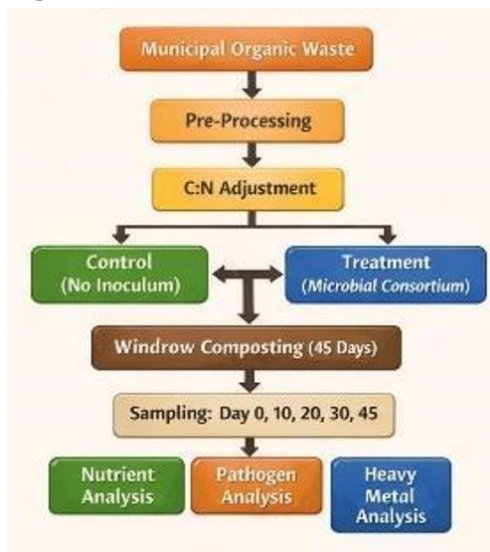 Municipal Organic Waste
Pre-Processing
C:N Adjustment
Control
(No Inoculum)
Treatment
(Microbial Consortium)
Windrow Composting (45 Days)
Sampling: Day 0, 10, 20, 30, 45
Nutrient
Analysis
Pathogen
Analysis
Heavy
Metal
Analysis